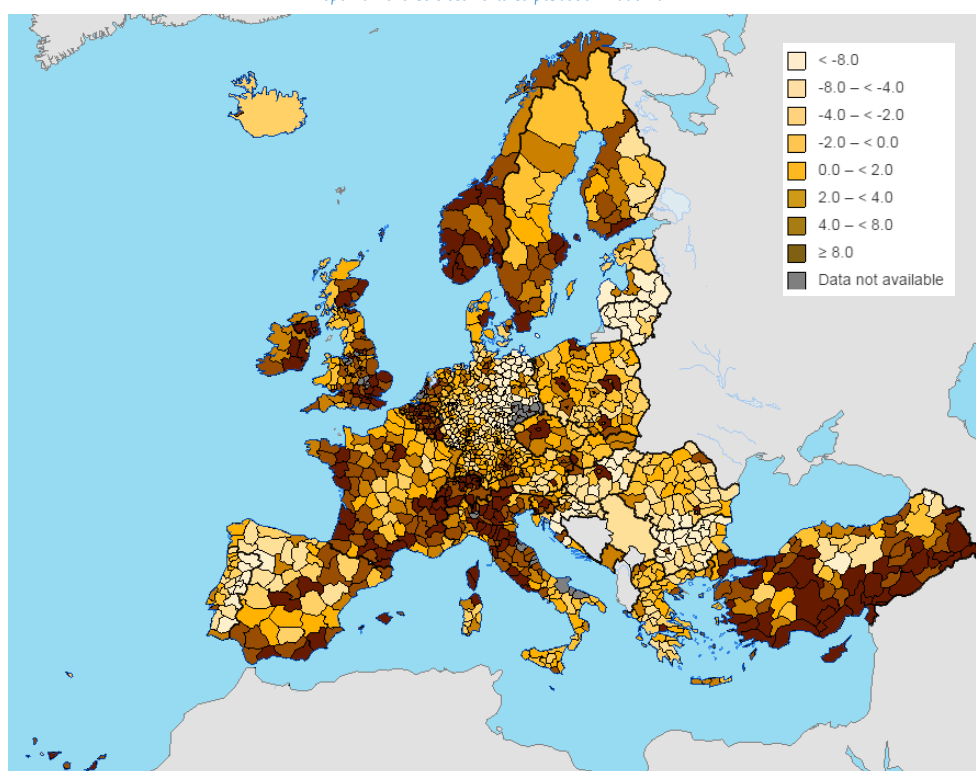 < -8.0
-8.0 – < -4.0
-4.0 – < -2.0
-2.0 – < 0.0
0.0 – < 2.0
2.0 – < 4.0
4.0 – < 8.0
≥ 8.0
Data not available